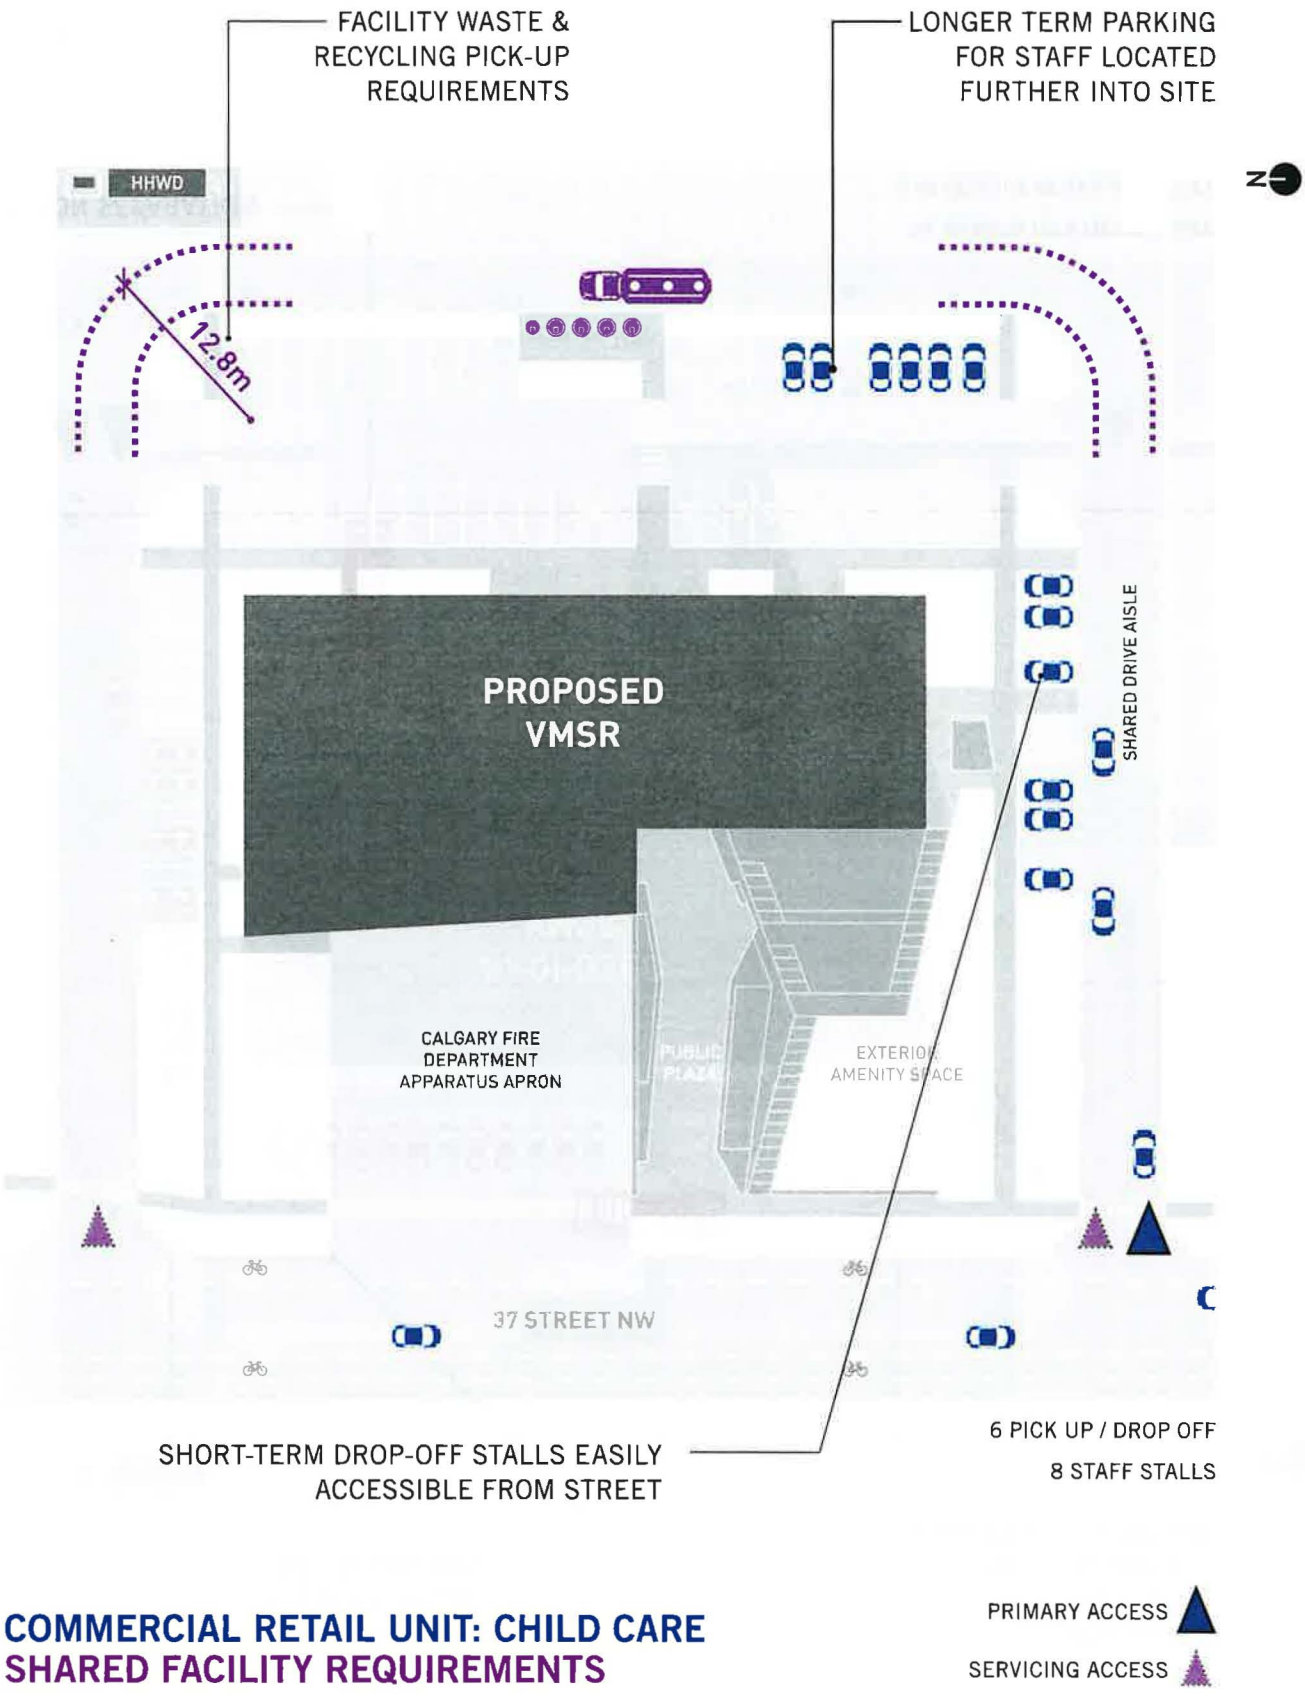 FACILITY WASTE &
RECYCLING PICK-UP
REQUIREMENTS
LONGER TERM PARKING
FOR STAFF LOCATED
FURTHER INTO SITE
HHWD
N
12.8m
SHARED DRIVE AISLE
PROPOSED
VMSR
CALGARY FIRE
DEPARTMENT
APPARATUS APRON
PUBLIC
PLAZA
EXTERIOR
AMENITY SPACE
37 STREET NW
SHORT-TERM DROP-OFF STALLS EASILY
ACCESSIBLE FROM STREET
6 PICK UP / DROP OFF
8 STAFF STALLS
COMMERCIAL RETAIL UNIT: CHILD CARE
SHARED FACILITY REQUIREMENTS
PRIMARY ACCESS
SERVICING ACCESS